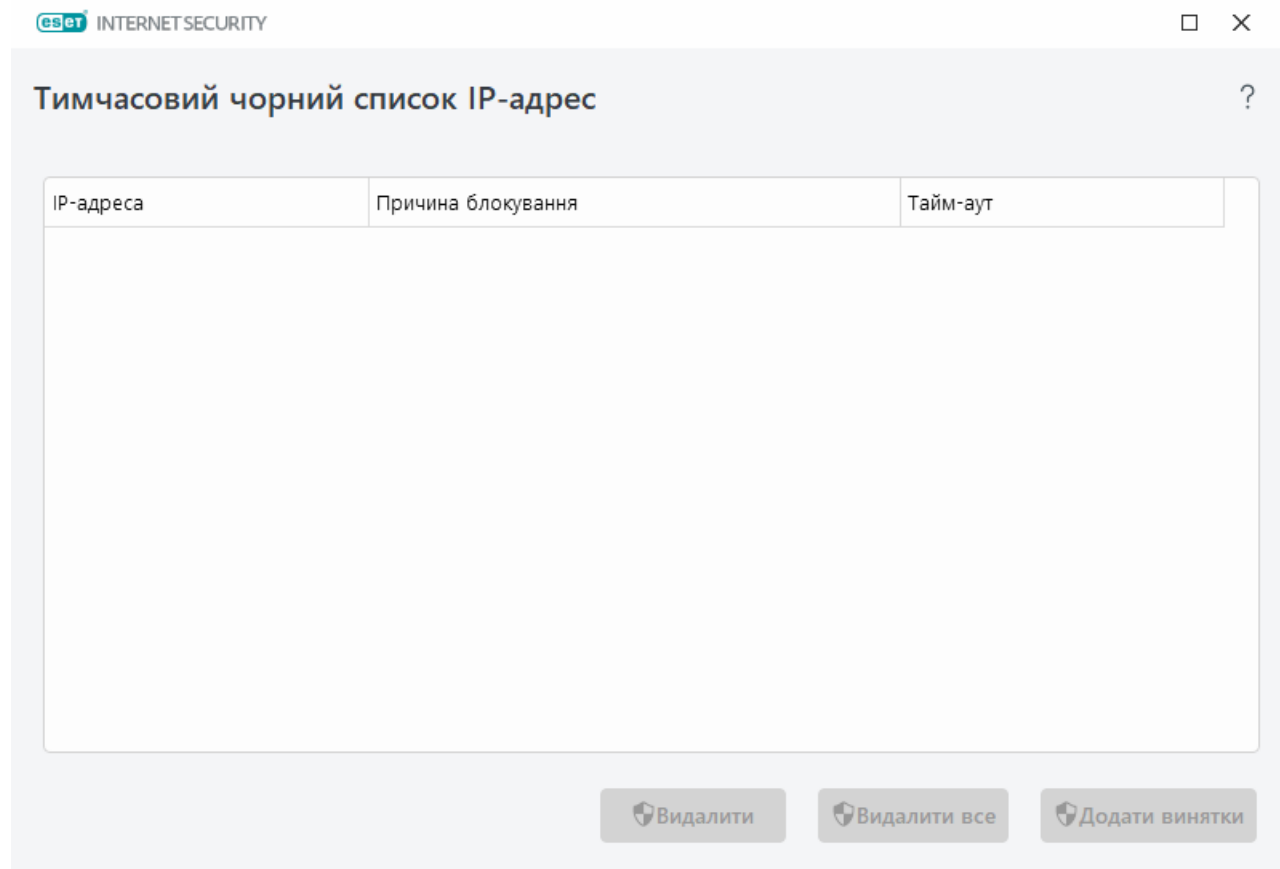 eset INTERNET SECURITY
Тимчасовий чорний список IP-адрес
?
IP-адреса Причина блокування Тайм-аут
Видалити Видалити все Додати винятки